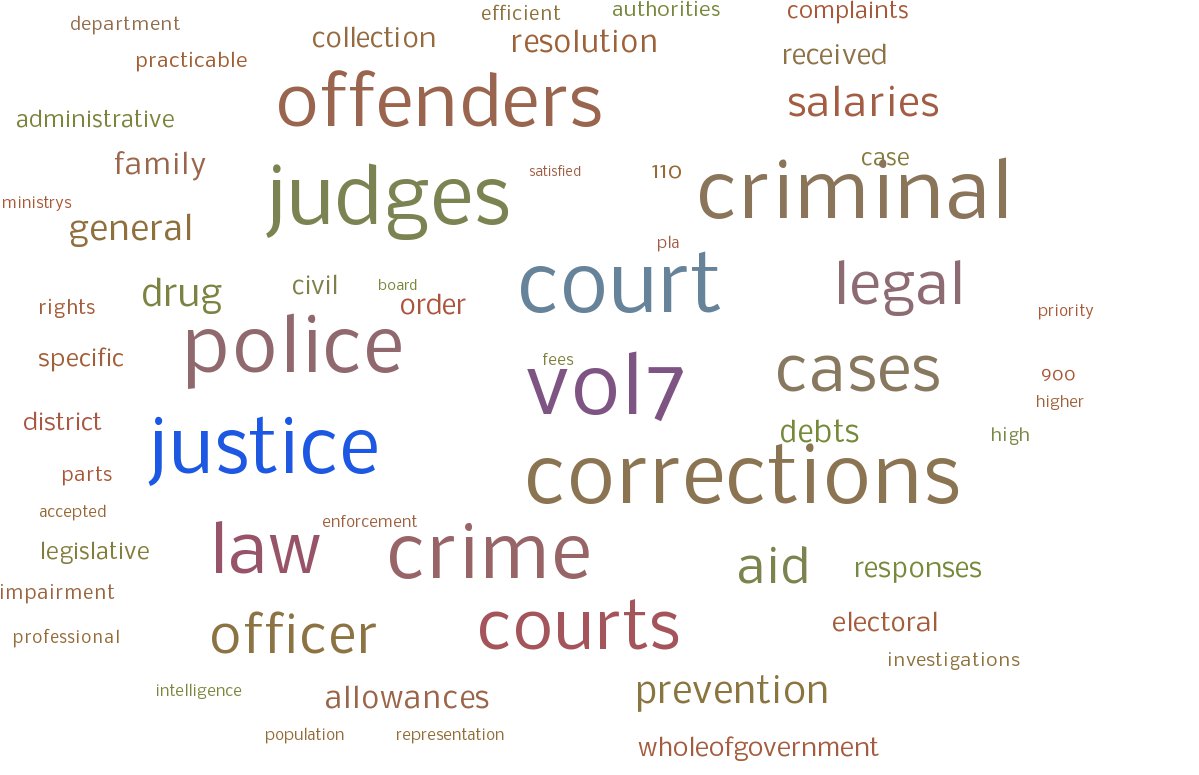 department
efficient
authorities
complaints
collection
resolution
practicable
received
offenders
salaries
administrative
family
judges
satisfied
110
case
criminal
ministrys
general
pla
court
legal
drug
civil
board
order
rights
priority
police
specific
fees
vol7
cases
900
higher
district
justice
debts
high
corrections
parts
accepted
enforcement
legislative
law
crime
aid
responses
impairment
professional
officer
courts
electoral
investigations
intelligence
allowances
prevention
population
representation
wholeofgovernment